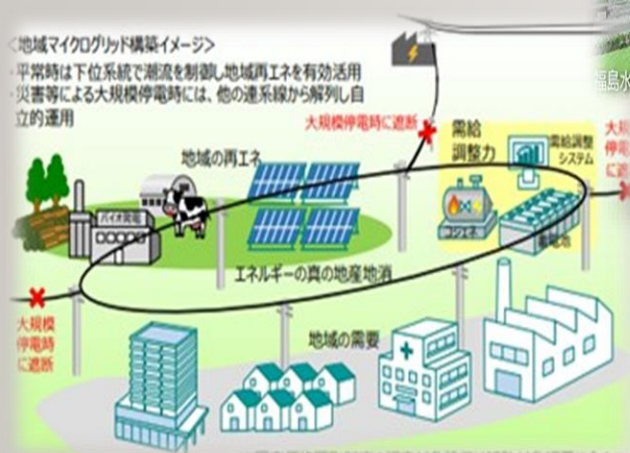 <地域マイクログリッド構築イメージ>
・平常時は下位系統で潮流を制御し地域再エネを有効活用
・災害等による大規模停電時には、他の連系線から解列し自
立的運用
大規模停電時に遮断
福島水
地域の再エネ
需給
調整力
需給調整
システム
大規
停電
に遮
バイオ発電
コジェネ
蓄電池
エネルギーの真の地産地消
大規模
停電時
に遮断
地域の需要